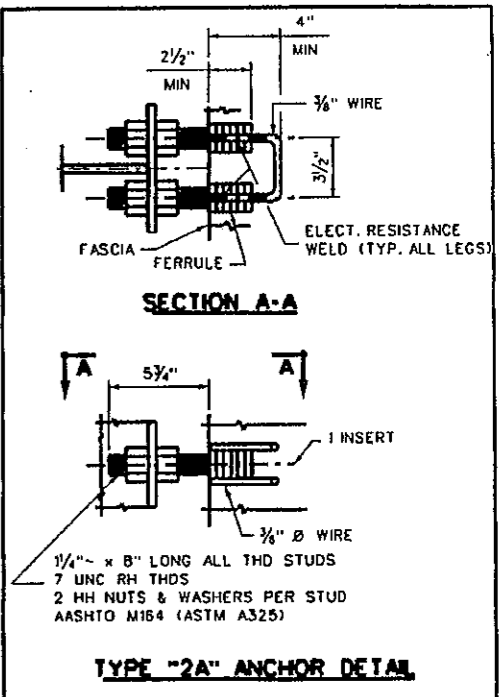 4"
MIN
2½"
MIN
⅜" WIRE
3½"
ELECT. RESISTANCE
WELD (TYP. ALL LEGS)
FASCIA
FERRULE
SECTION A-A
A
A
5¾"
1 INSERT
⅜" Ø WIRE
1¼"~ x 8" LONG ALL THD STUDS
7 UNC RH THDS
2 HH NUTS & WASHERS PER STUD
AASHTO M164 (ASTM A325)
TYPE "2A" ANCHOR DETAIL